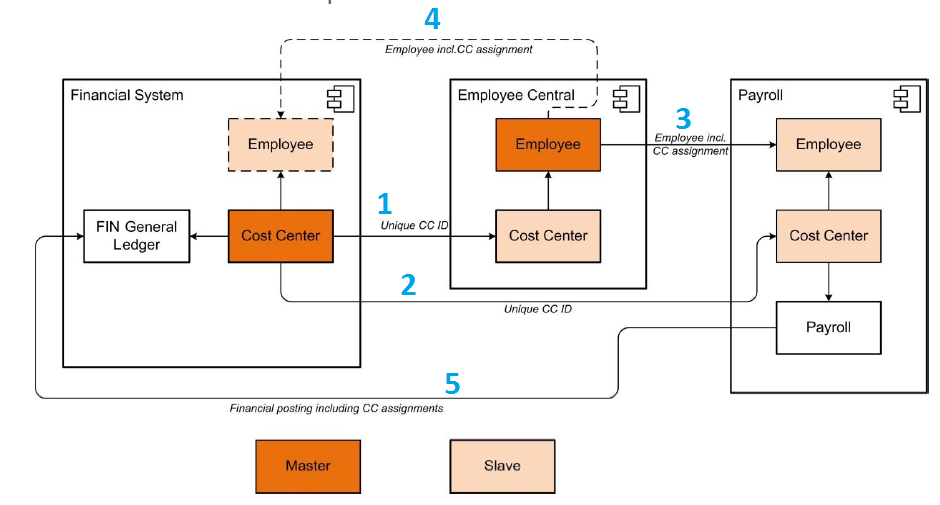 4
Employee incl.CC assignment
Financial System
Employee Central
Payroll
Employee
Employee
3
Employee incl.
CC assignment
Employee
1
Unique CC ID
FIN General
Ledger
Cost Center
Cost Center
Cost Center
2
Unique CC ID
Payroll
5
Financial posting including CC assignments
Master
Slave